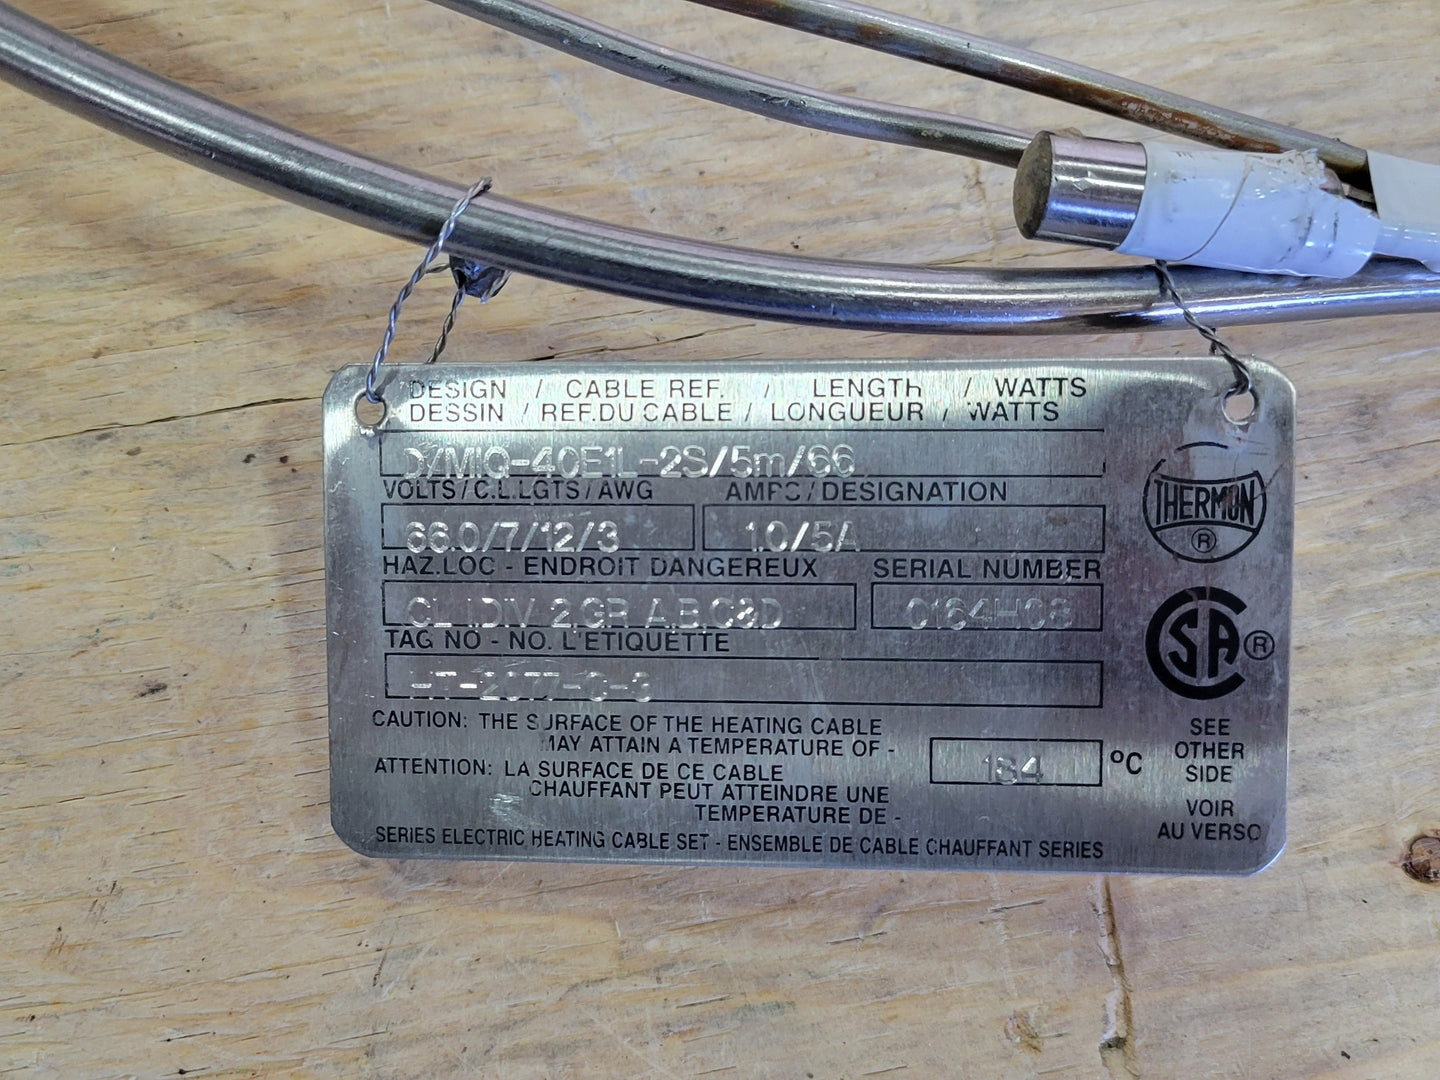 DESIGN / CABLE REF. / LENGTH / WATTS
DESSIN / REF.DU CABLE / LONGUEUR / WATTS
D/MIQ-40E1L-2S/5m/66
VOLTS / C.L.LGTS / AWG AMPS / DESIGNATION
66.0/7/12/3 1.0/5A
HAZ.LOC - ENDROIT DANGEREUX SERIAL NUMBER
CL I.DIV 2.GR A,B,C&D
TAG NO - NO. L'ETIQUETTE
CAUTION: THE SURFACE OF THE HEATING CABLE
MAY ATTAIN A TEMPERATURE OF -
184 °C
ATTENTION: LA SURFACE DE CE CABLE
CHAUFFANT PEUT ATTEINDRE UNE
TEMPERATURE DE -
SERIES ELECTRIC HEATING CABLE SET - ENSEMBLE DE CABLE CHAUFFANT SERIES
THERMON
®
CSA ®
SEE
OTHER
SIDE
VOIR
AU VERSO